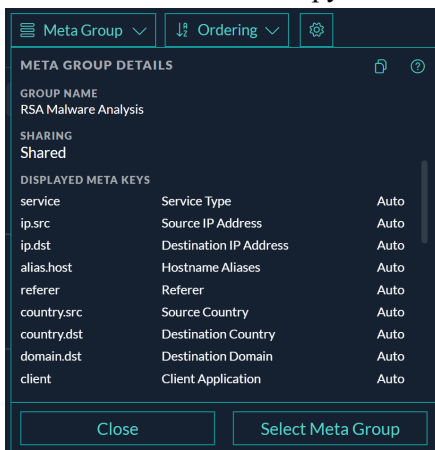 py
Meta Group Ordering
META GROUP DETAILS
GROUP NAME
RSA Malware Analysis
SHARING
Shared
DISPLAYED META KEYS
service Service Type Auto
ip.src Source IP Address Auto
ip.dst Destination IP Address Auto
alias.host Hostname Aliases Auto
referer Referer Auto
country.src Source Country Auto
country.dst Destination Country Auto
domain.dst Destination Domain Auto
client Client Application Auto
Close Select Meta Group